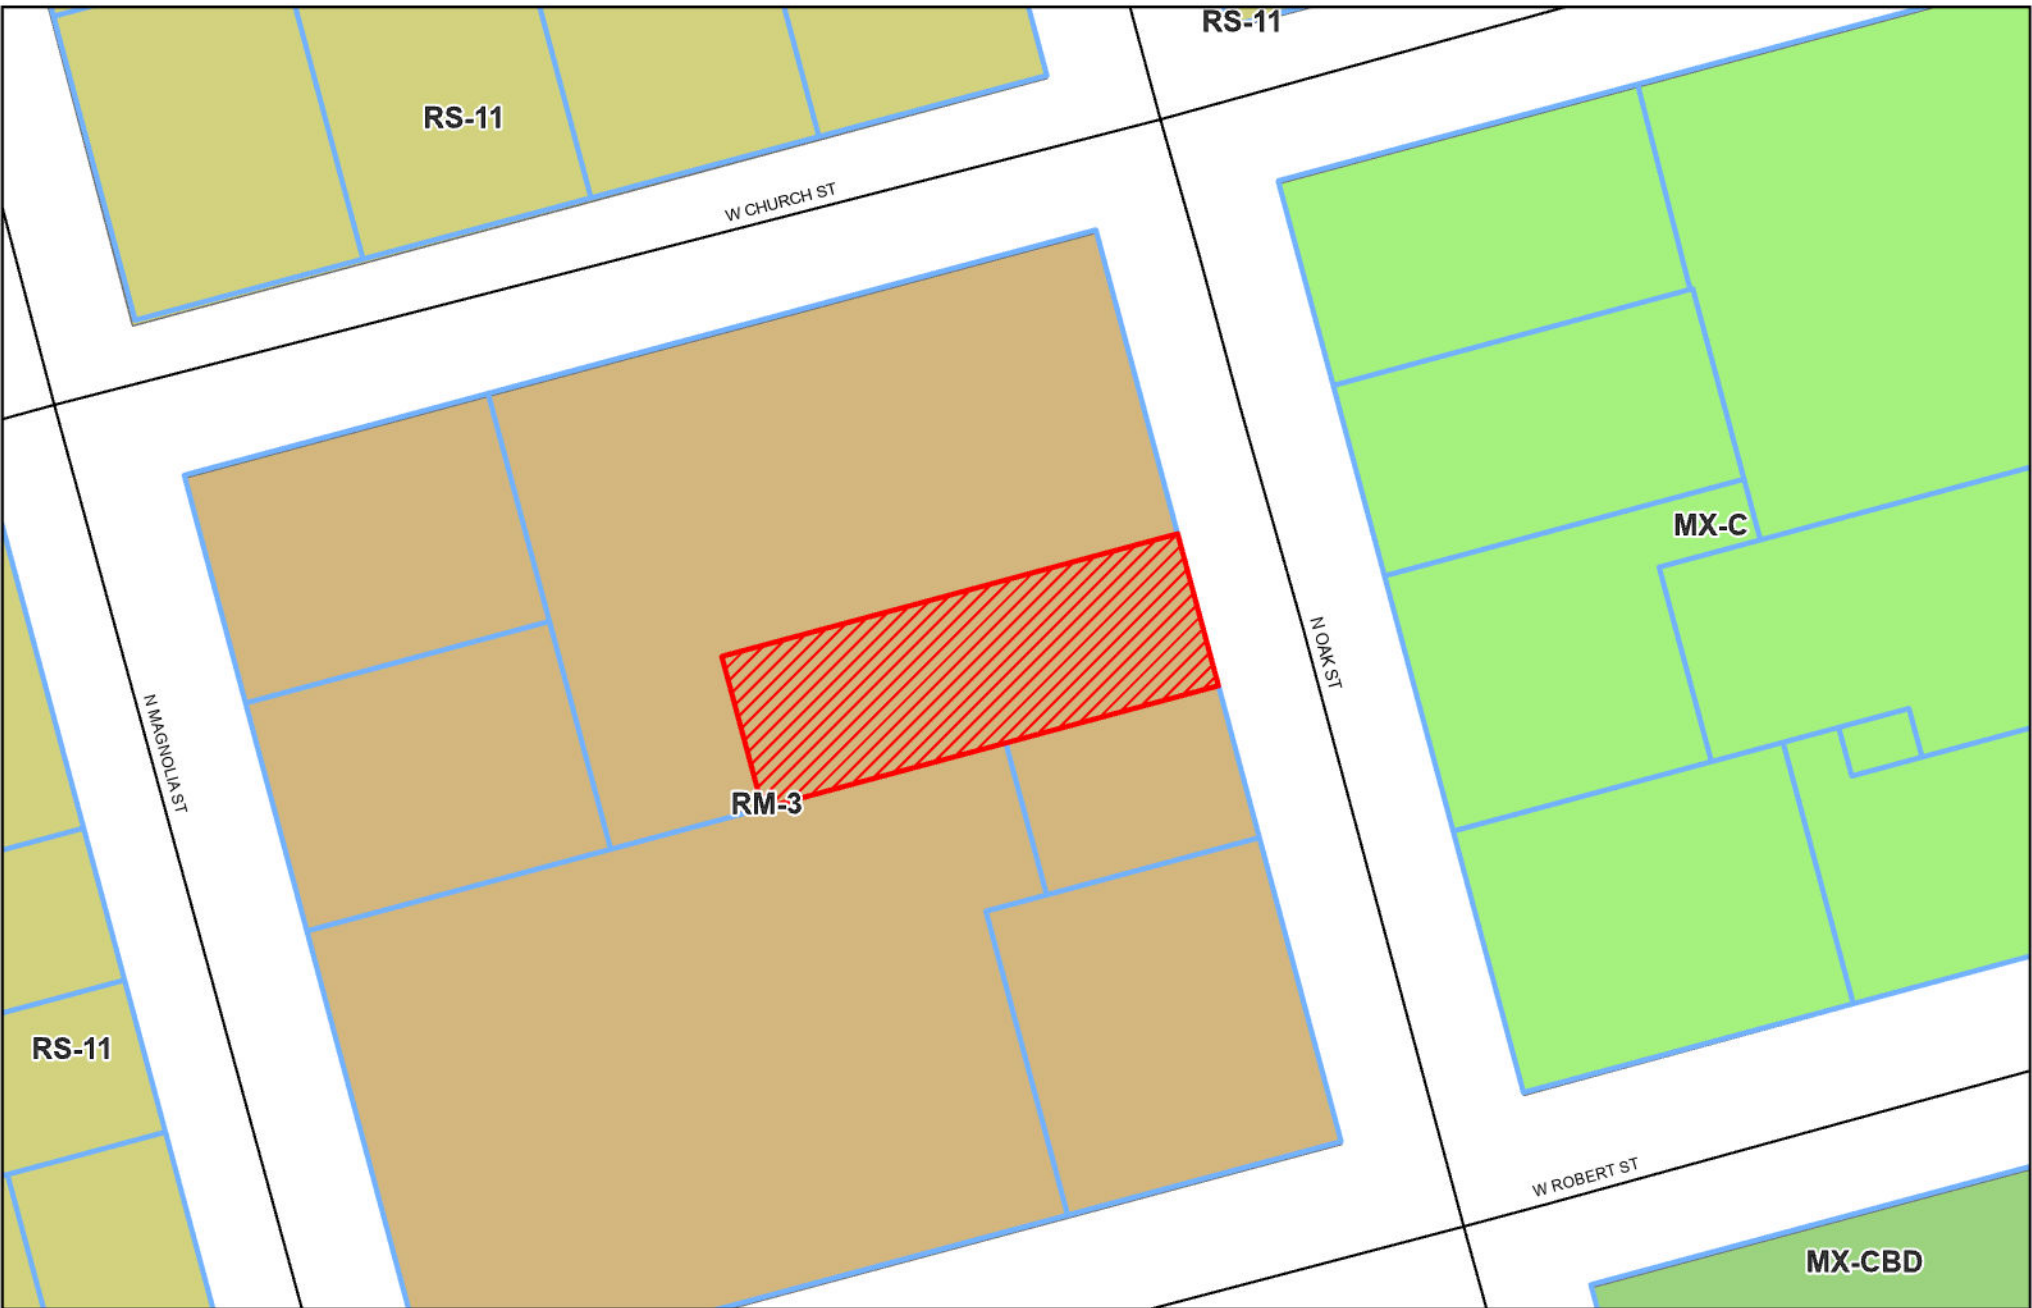 RS-11
RS-11
W CHURCH ST
MX-C
N OAK ST
N MAGNOLIA ST
RM-3
RS-11
W ROBERT ST
MX-CBD